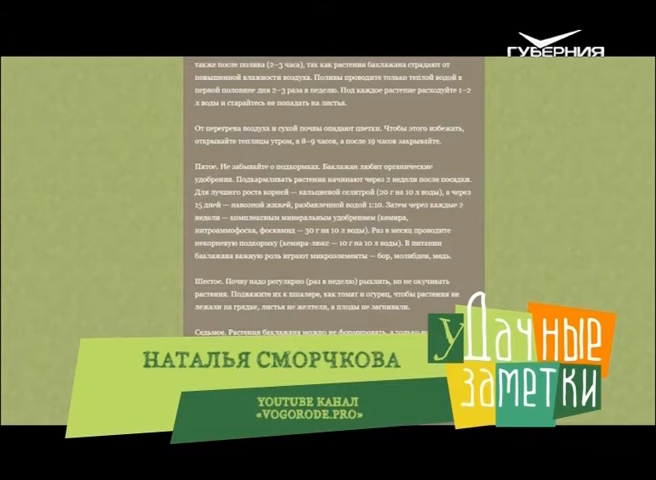 ГУБЕРНИЯ
также после полива (2–3 часа), так как растения баклажана страдают от
повышенной влажности воздуха. Поливы проводите только теплой водой в
первой половине дня 2–3 раза в неделю. Под каждое растение расходуйте 1–2
л воды и старайтесь не попадать на листья.
От перегрева воздуха и сухой почвы опадают цветки. Чтобы этого избежать,
открывайте теплицы утром, в 8–9 часов, а после 19 часов закрывайте.
Пятое. Не забывайте о подкормках. Баклажан любит органические
удобрения. Подкармливать растения начинают через 2 недели после посадки.
Для лучшего роста корней — кальциевой селитрой (20 г на 10 л воды), а через
15 дней — навозной жижей, разбавленной водой 1:10. Затем через каждые 2
недели — комплексным минеральным удобрением (кемира,
нитроаммофоска, фоскамид — 30 г на 10 л воды). Раз в месяц проводите
некорневую подкормку (кемира-люкс — 10 г на 10 л воды). В питании
баклажана важную роль играют микроэлементы — бор, молибден, медь.
Шестое. Почву надо регулярно (раз в неделю) рыхлить, но не окучивать
растения. Подвяжите их к шпалере, как томат и огурец, чтобы растения не
лежали на грядке, листья не желтели, а плоды не загнивали.
Седьмое. Растения баклажана можно не формировать, а только
НАТАЛЬЯ СМОРЧКОВА
YOUTUBE КАНАЛ
«VOGORODE.PRO»
уДачные
заметки